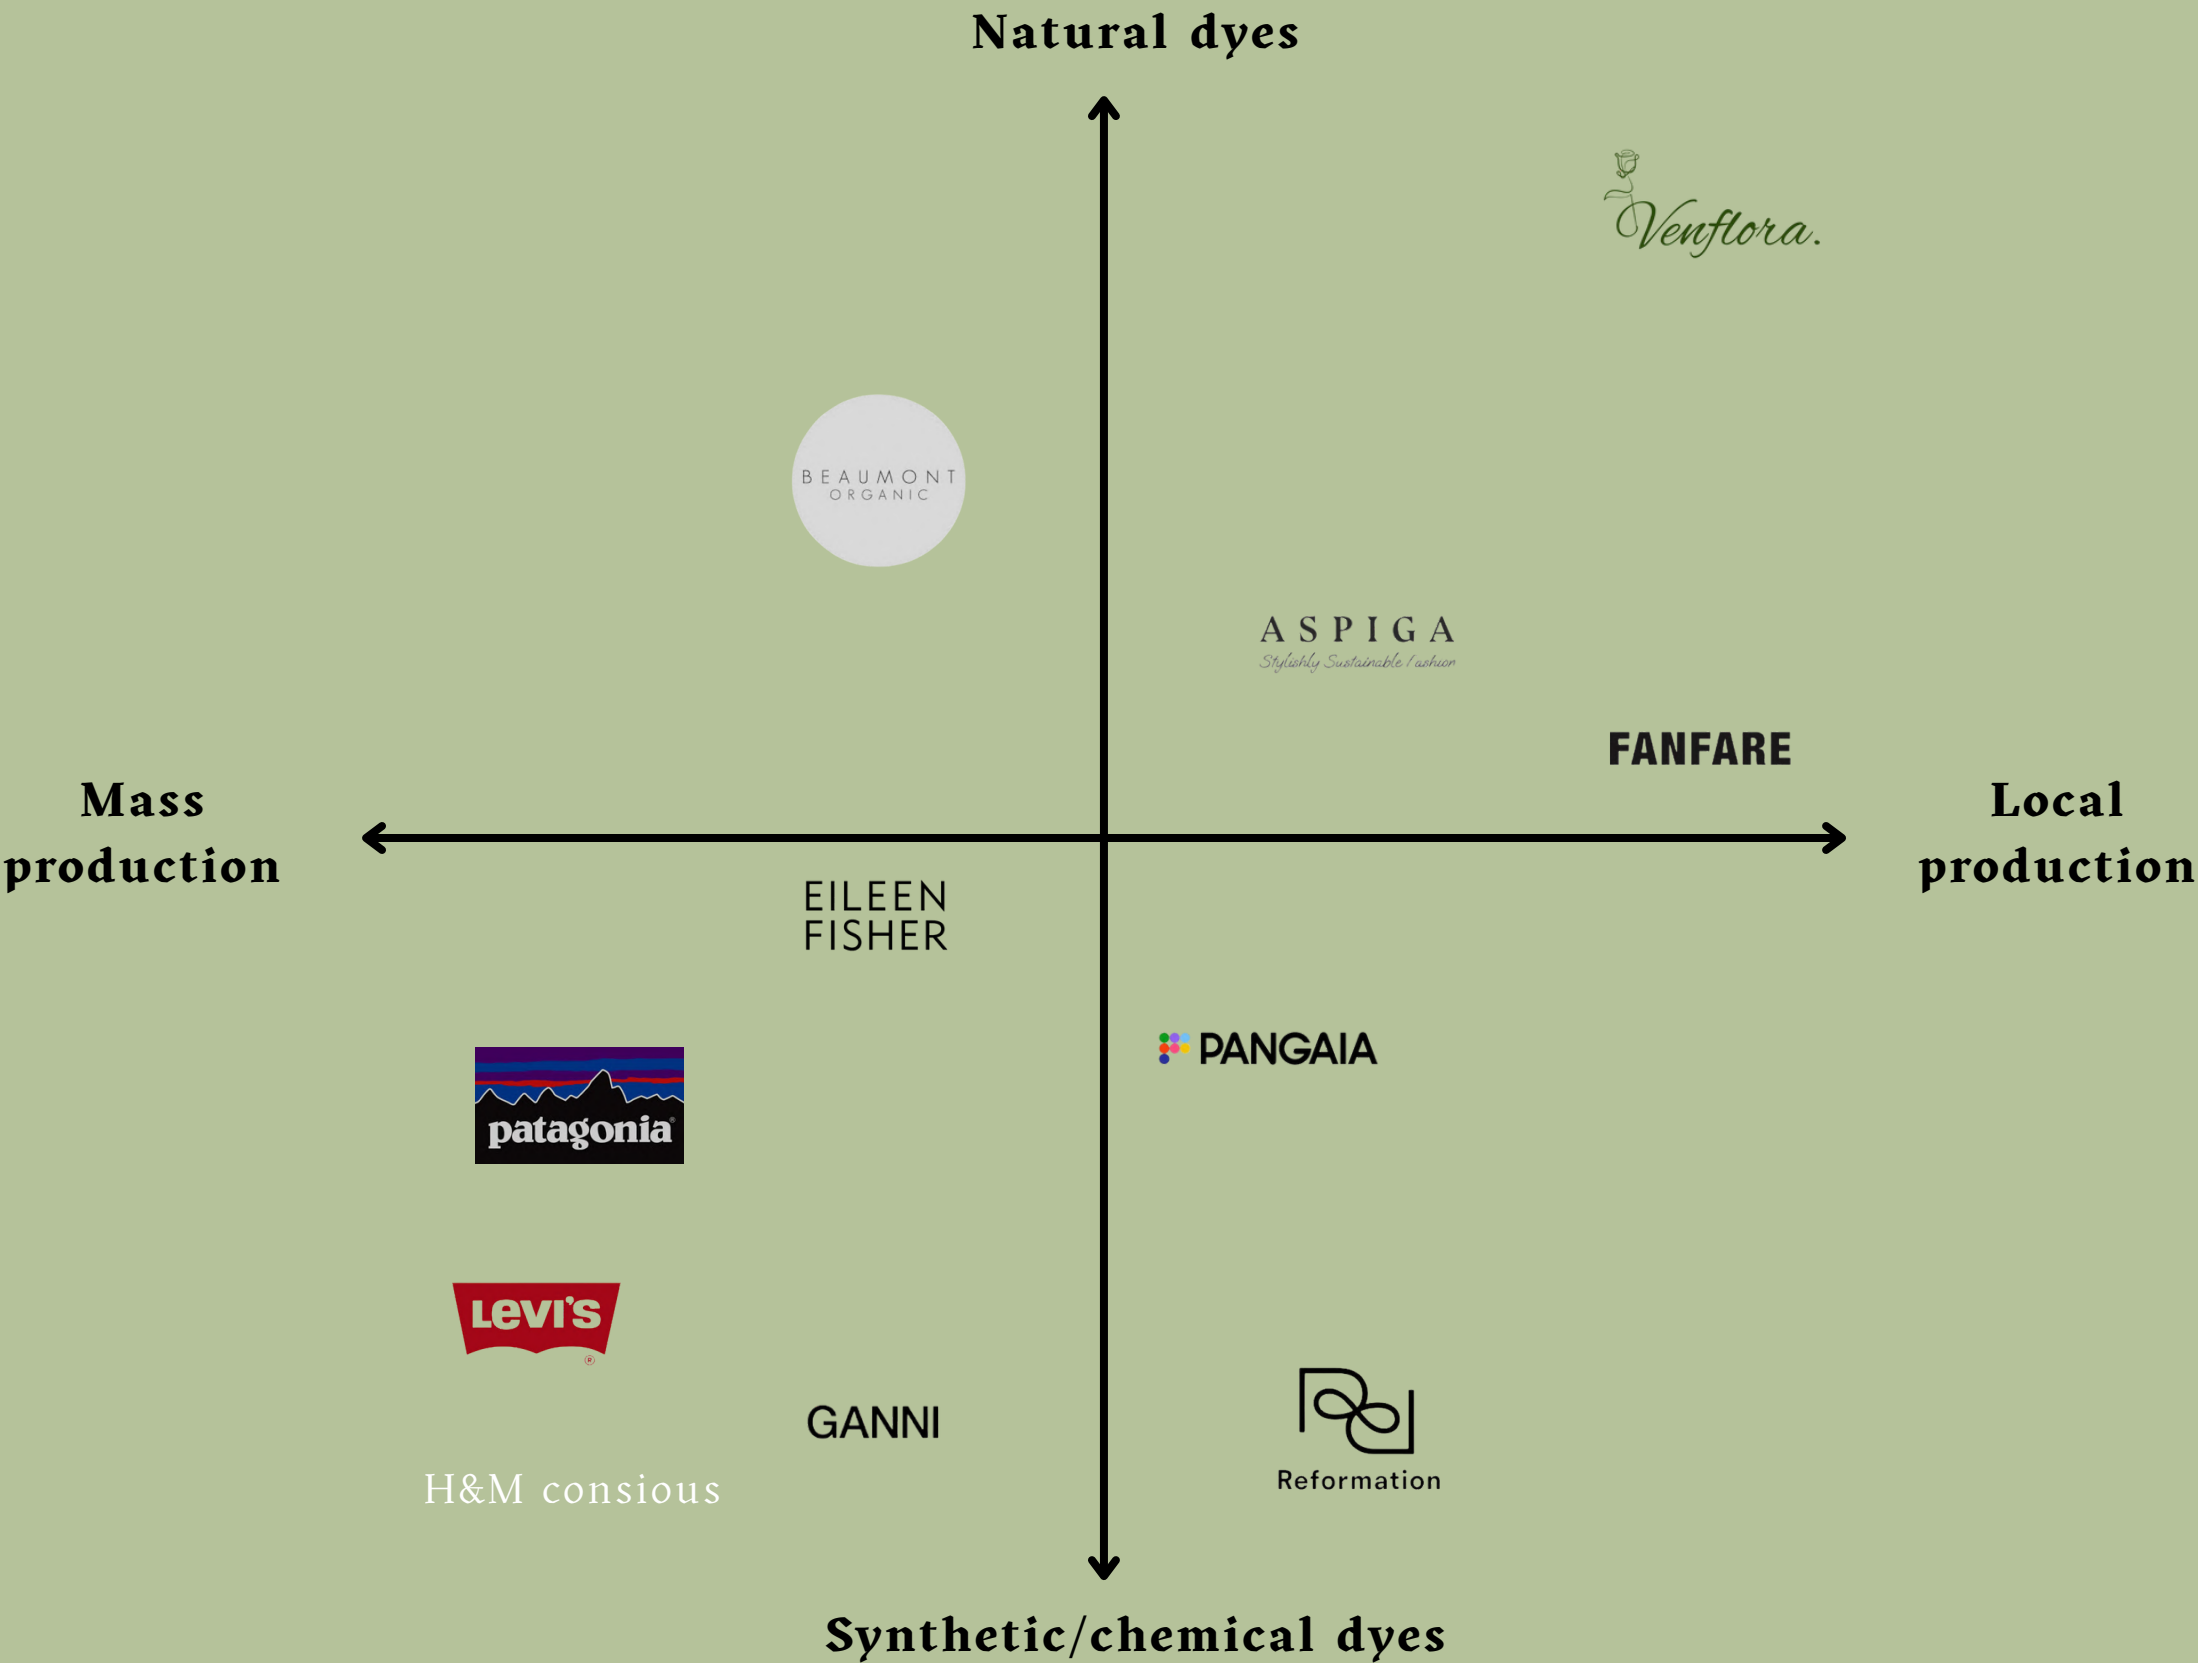 Natural dyes
Venflora.
BEAUMONT
ORGANIC
ASPIGA
Stylishly Sustainable Fashion
FANFARE
Mass
production
Local
production
EILEEN
FISHER
PANGAIA
patagonia®
LEVI'S
®
GANNI
Reformation
H&M consious
Synthetic/chemical dyes